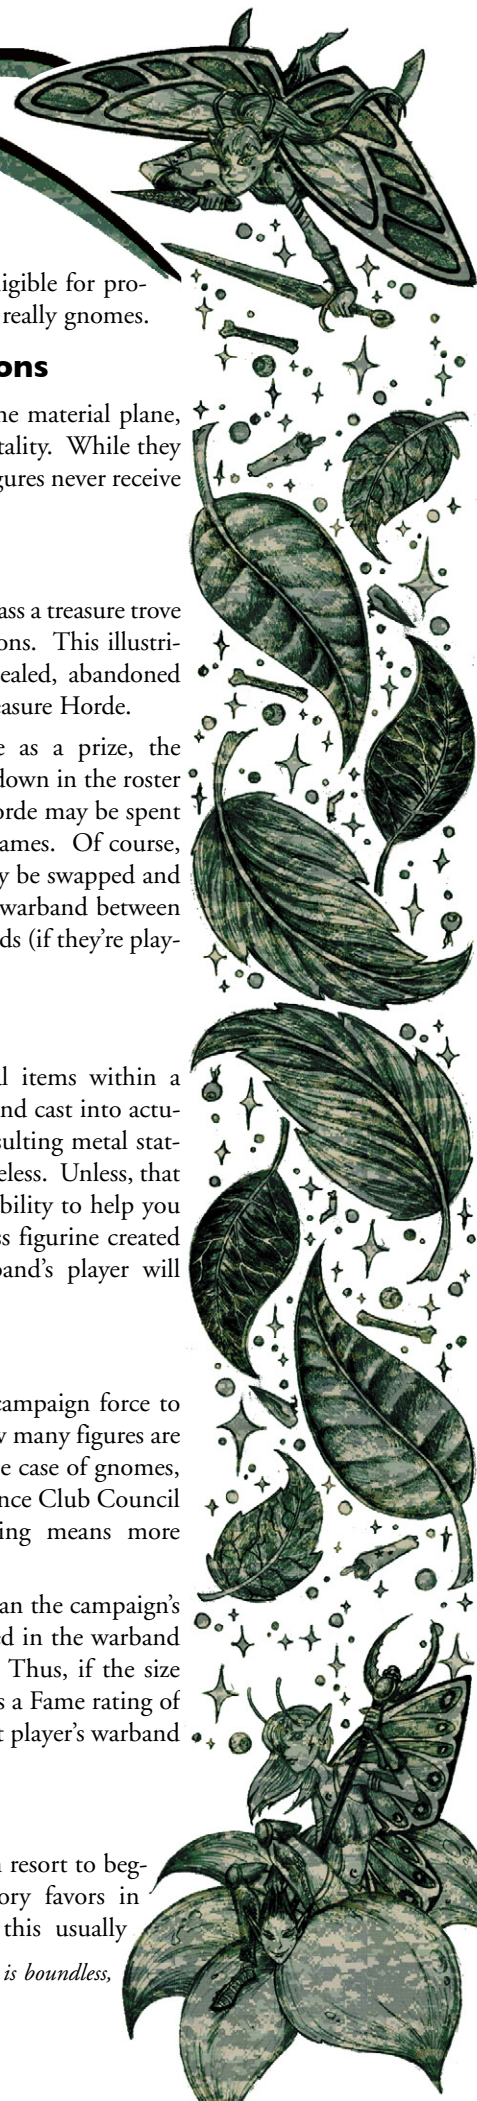 igible for pro-
really gnomes.
ons
ne material plane,
tality. While they
gures never receive
ass a treasure trove
ons. This illustri-
ealed, abandoned
easure Horde.
e as a prize, the
down in the roster
orde may be spent
ames. Of course,
y be swapped and
warband between
ds (if they're play-
l items within a
nd cast into actu-
sulting metal stat-
eless. Unless, that
bility to help you
ss figurine created
band's player will
campaign force to
w many figures are
e case of gnomes,
nce Club Council
ing means more
an the campaign's
ed in the warband
Thus, if the size
s a Fame rating of
t player's warband
n resort to beg-
ory favors in
this usually
is boundless,